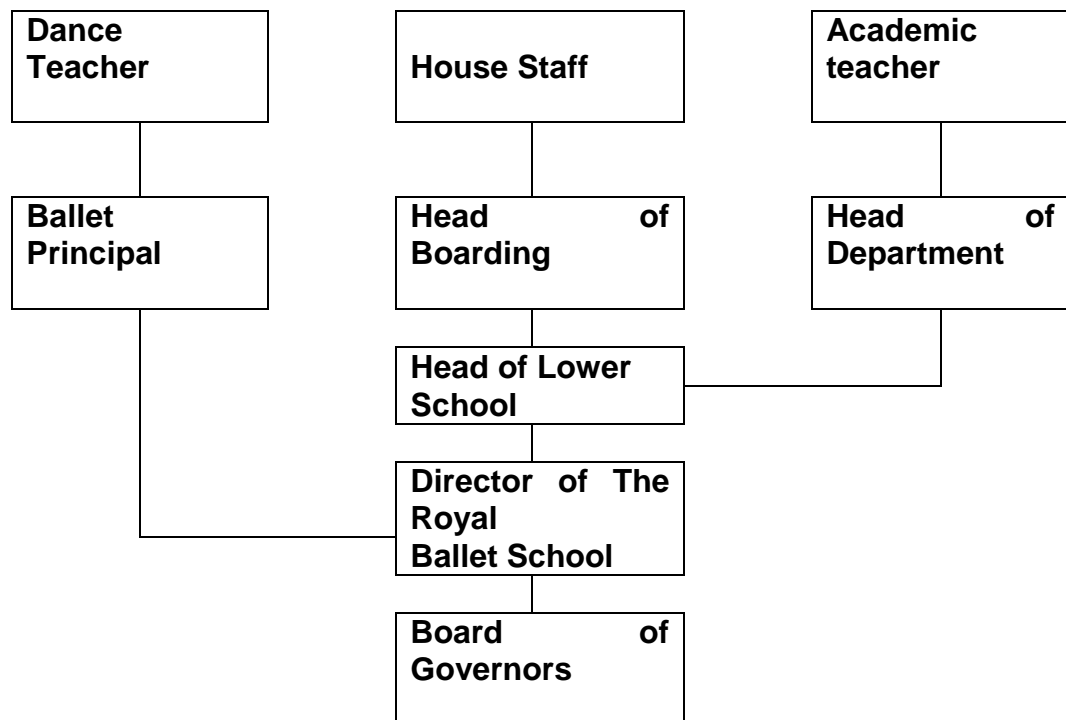 Dance
Teacher
House Staff
Academic
teacher
Ballet
Principal
Head of
Boarding
Head of
Department
Head of Lower
School
Director of The
Royal
Ballet School
Board of
Governors